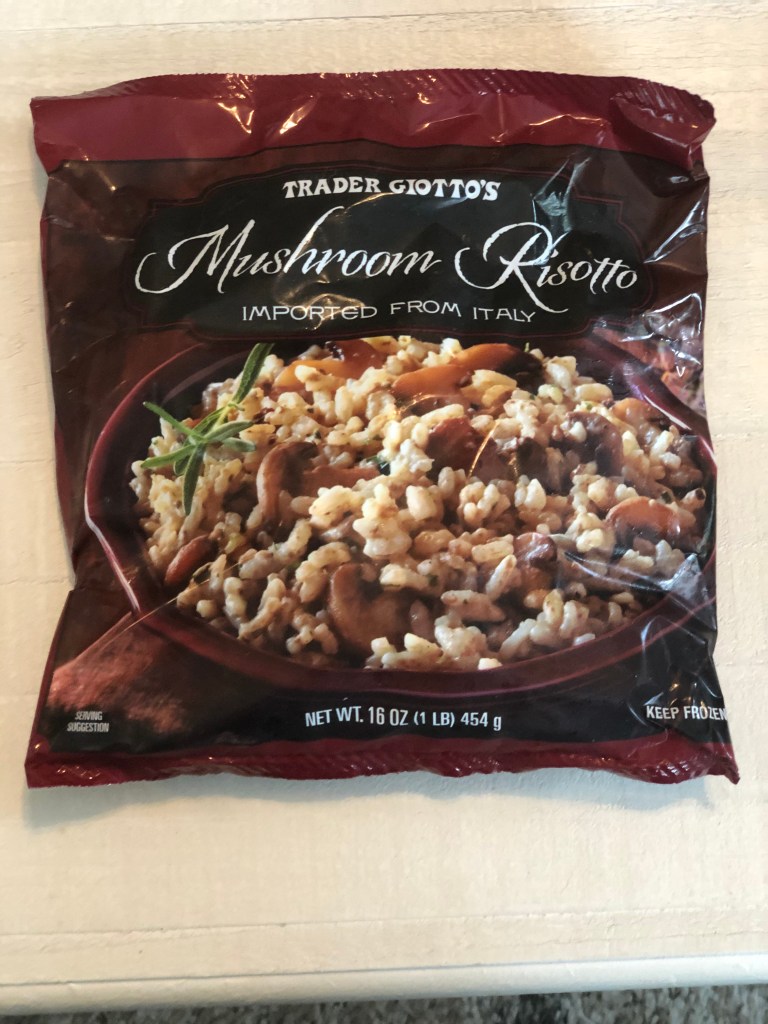 TRADER GIOTTO'S
Mushroom Risotto
IMPORTED FROM ITALY
SERVING
SUGGESTION
NET WT. 16 OZ (1 LB) 454 g
KEEP FROZEN